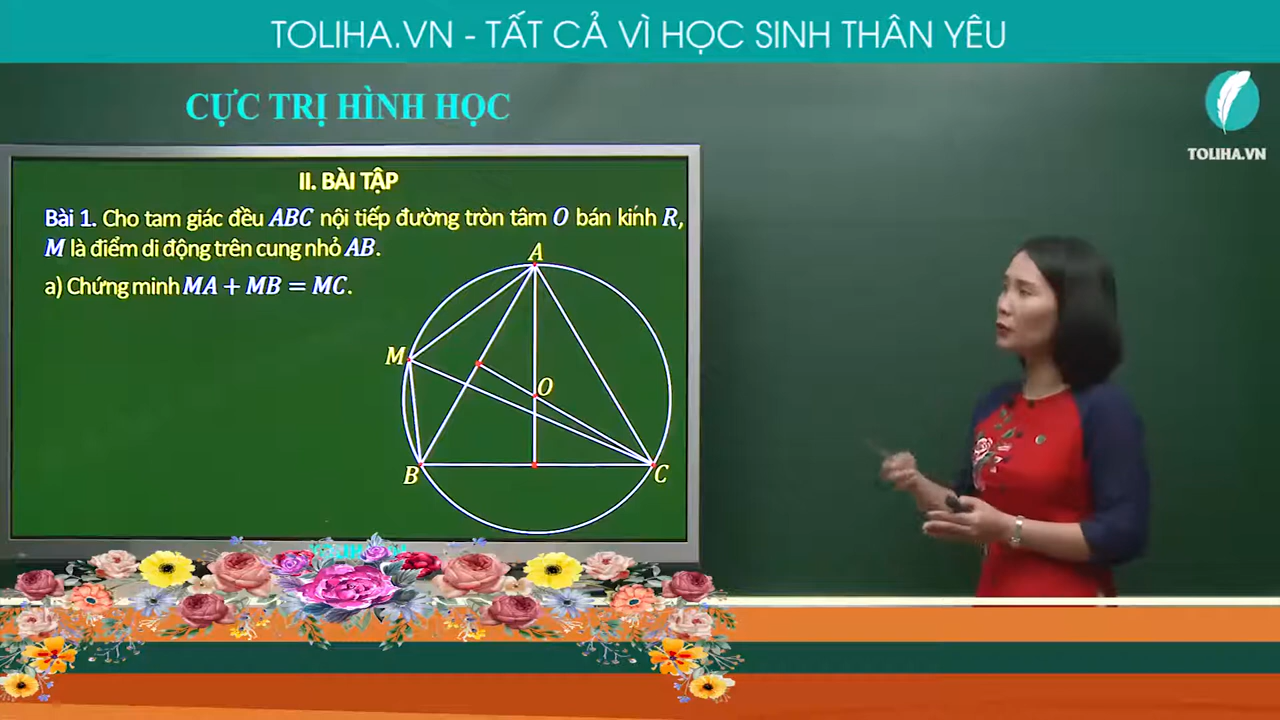 TOLIHA.VN - TẤT CẢ VÌ HỌC SINH THÂN YÊU
CỰC TRỊ HÌNH HỌC
TOLIHA.VN
II. BÀI TẬP
Bài 1. Cho tam giác đều ABC nội tiếp đường tròn tâm O bán kính R,
M là điểm di động trên cung nhỏ AB.
a) Chứng minh MA + MB = MC.
A
M
O
B
C